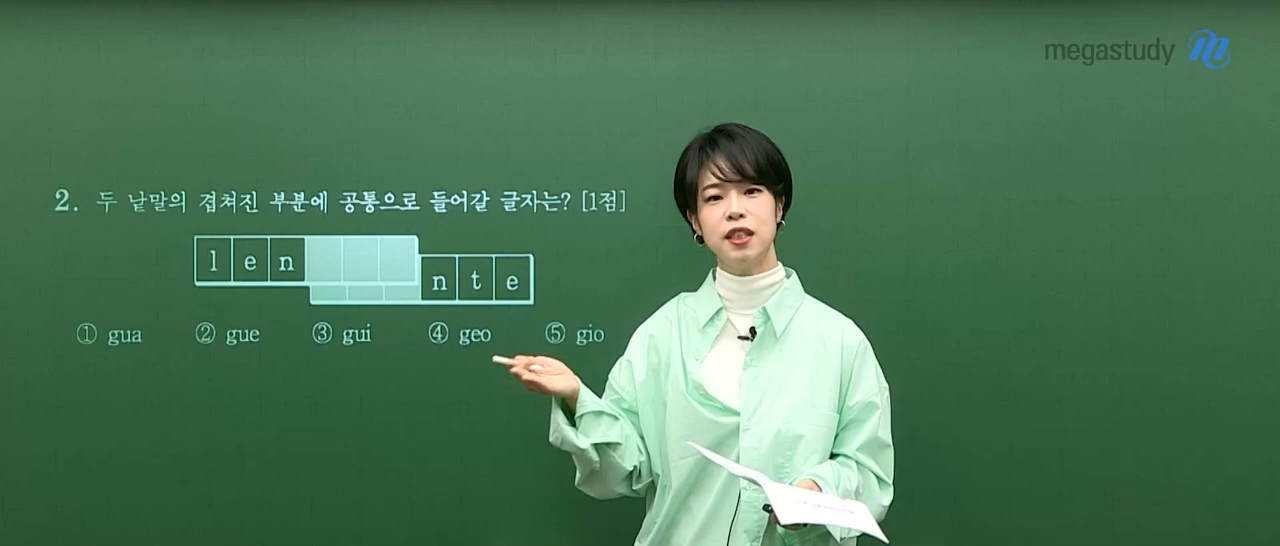 megastudy
2. 두 낱말의 겹쳐진 부분에 공통으로 들어갈 글자는? [1점]
l e n
n t e
① gua ② gue ③ gui ④ geo ⑤ gio